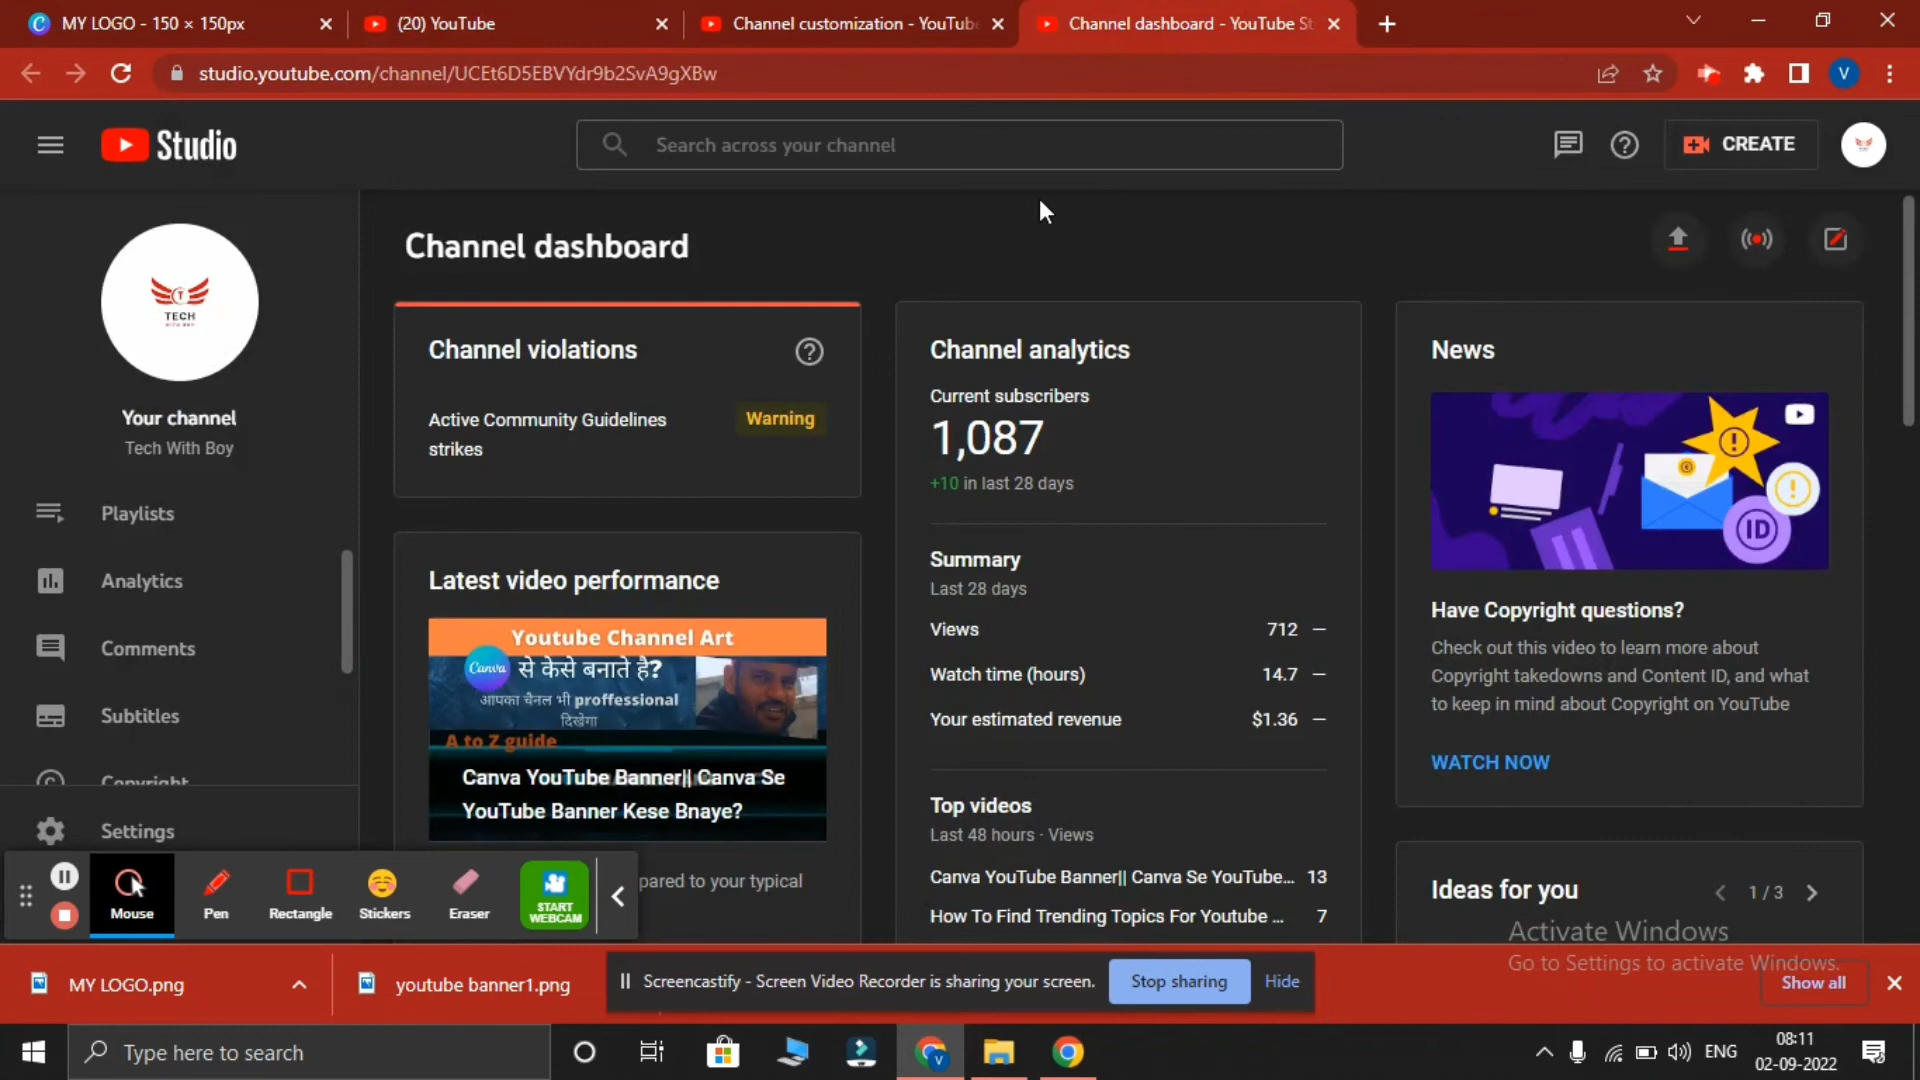 MY LOGO - 150 × 150px
(20) YouTube
Channel customization - YouTub
Channel dashboard - YouTube St
studio.youtube.com/channel/UCEt6D5EBVYdr9b2SvA9gXBw
V
Studio
Search across your channel
CREATE
Channel dashboard
T
TECH
WITH BOY
Your channel
Tech With Boy
Playlists
Analytics
Comments
Subtitles
Copyright
Settings
Channel violations
Active Community Guidelines
strikes
Warning
Latest video performance
Youtube Channel Art
Canva से केसे बनाते है?
आपका चैनल भी proffessional
दिखेगा
A to Z guide
Canva YouTube Banner|| Canva Se
YouTube Banner Kese Bnaye?
pared to your typical
Channel analytics
Current subscribers
1,087
+10 in last 28 days
Summary
Last 28 days
Views 712 —
Watch time (hours) 14.7 —
Your estimated revenue $1.36 —
Top videos
Last 48 hours · Views
Canva YouTube Banner|| Canva Se YouTube... 13
How To Find Trending Topics For Youtube ... 7
News
ID
Have Copyright questions?
Check out this video to learn more about
Copyright takedowns and Content ID, and what
to keep in mind about Copyright on YouTube
WATCH NOW
Ideas for you
1 / 3
Activate Windows
Go to Settings to activate Windows.
Mouse
Pen
Rectangle
Stickers
Eraser
START
WEBCAM
MY LOGO.png
youtube banner1.png
Screencastify - Screen Video Recorder is sharing your screen.
Stop sharing
Hide
Show all
Type here to search
V
ENG
08:11
02-09-2022